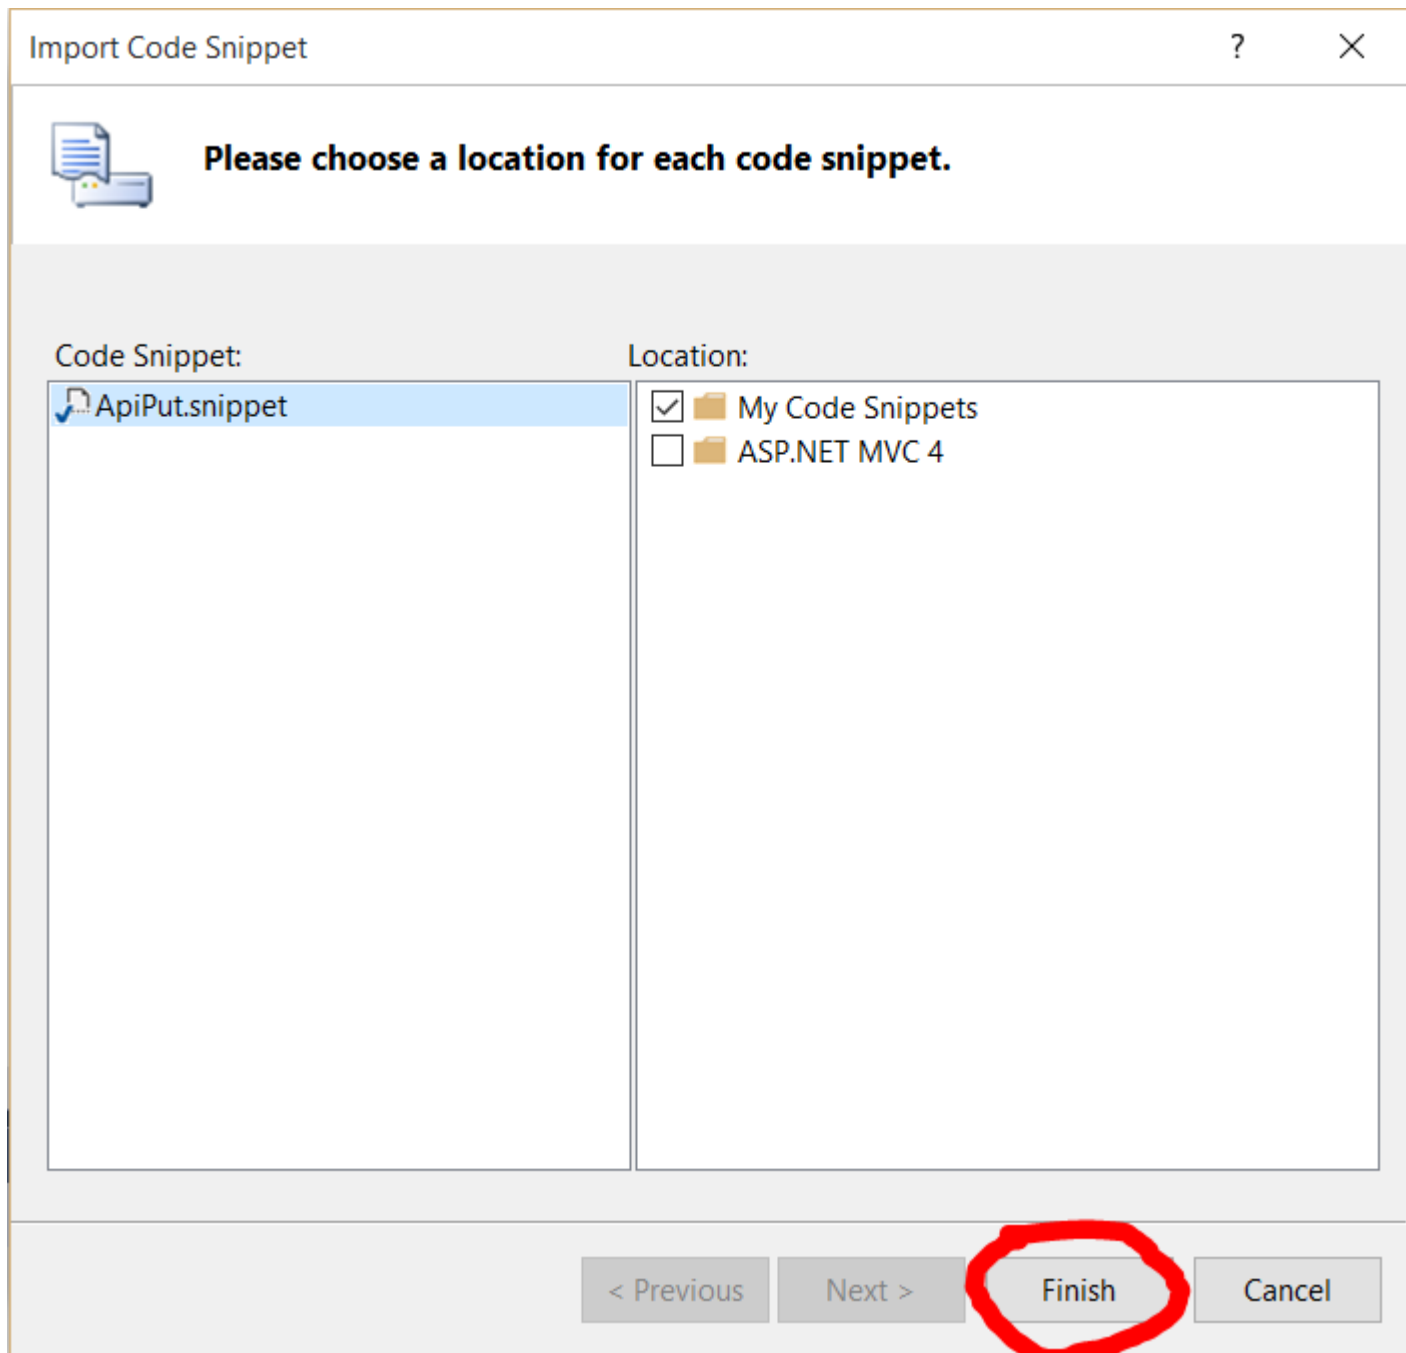 Import Code Snippet ?
Please choose a location for each code snippet.
Code Snippet: Location:
ApiPut.snippet My Code Snippets
ASP.NET MVC 4
< Previous Next > Finish Cancel